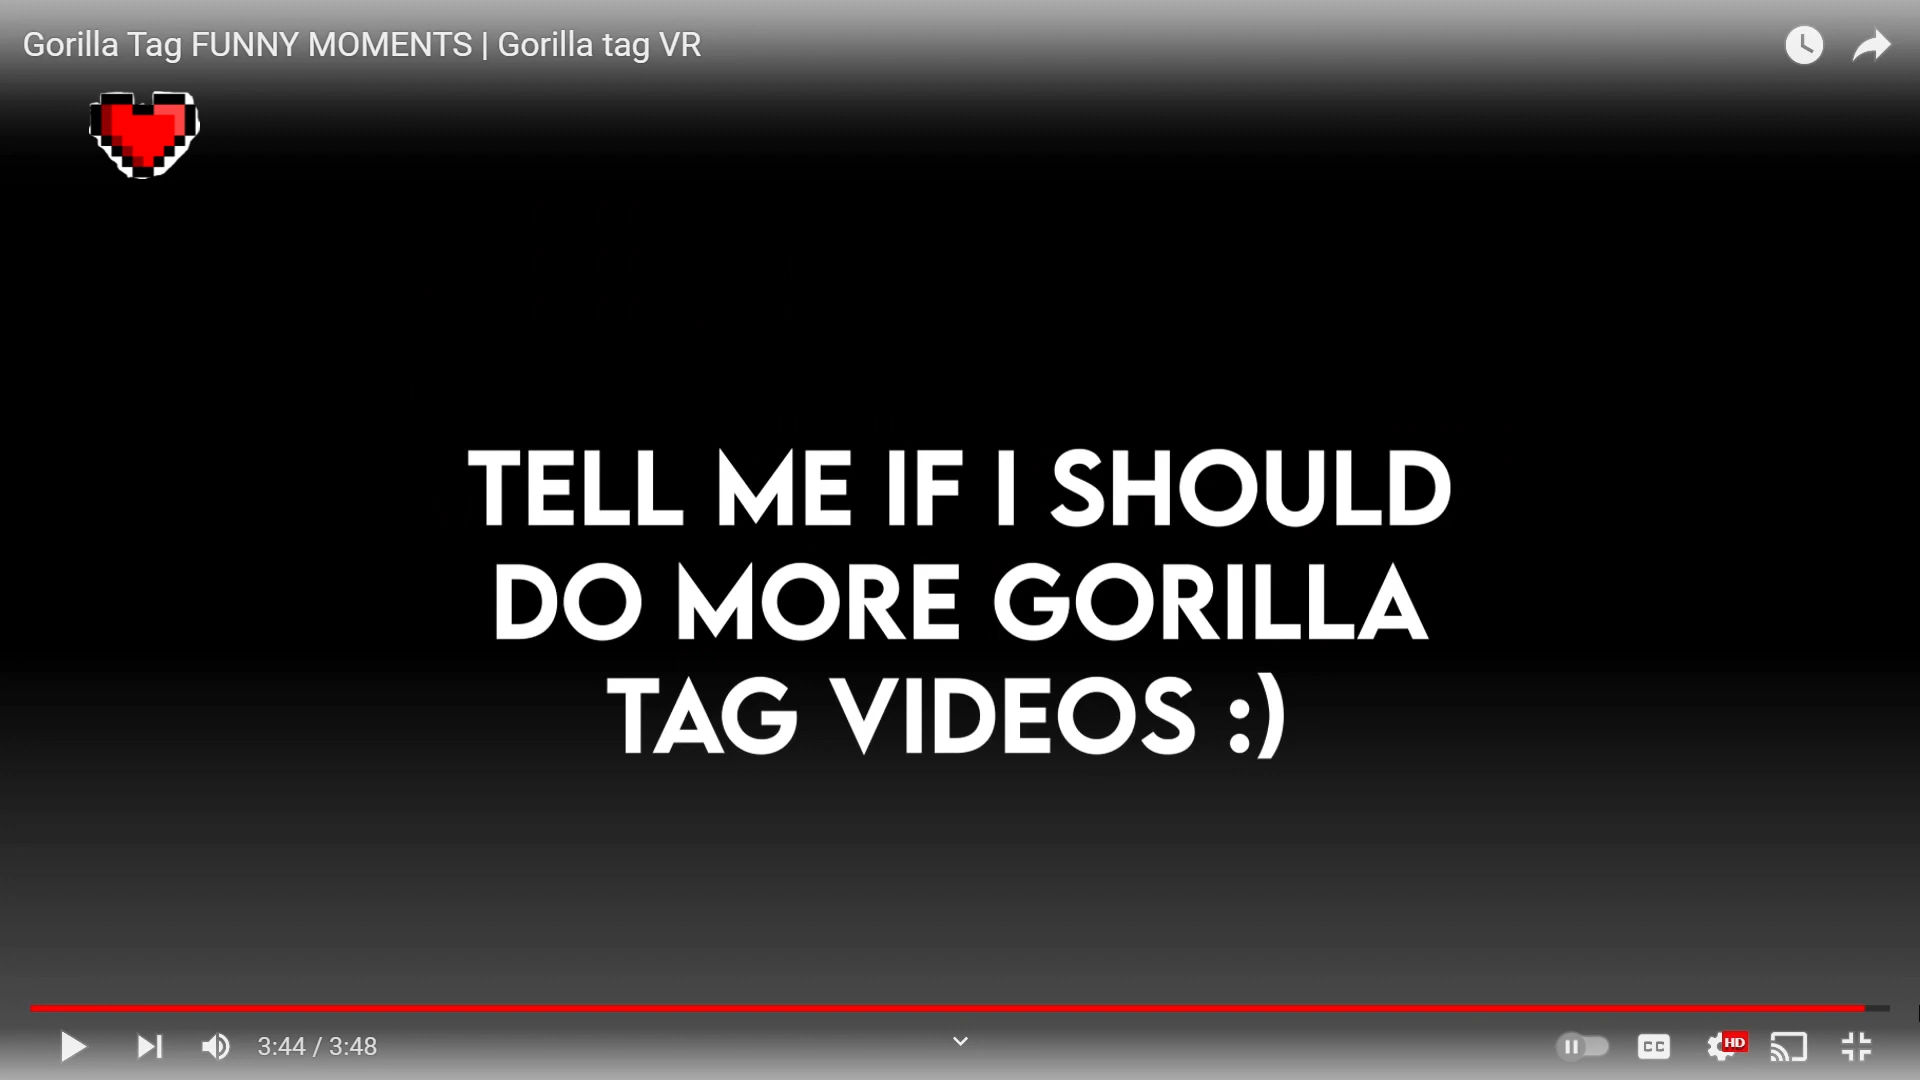 Gorilla Tag FUNNY MOMENTS | Gorilla tag VR
TELL ME IF I SHOULD
DO MORE GORILLA
TAG VIDEOS :)
3:44 / 3:48
CC
HD